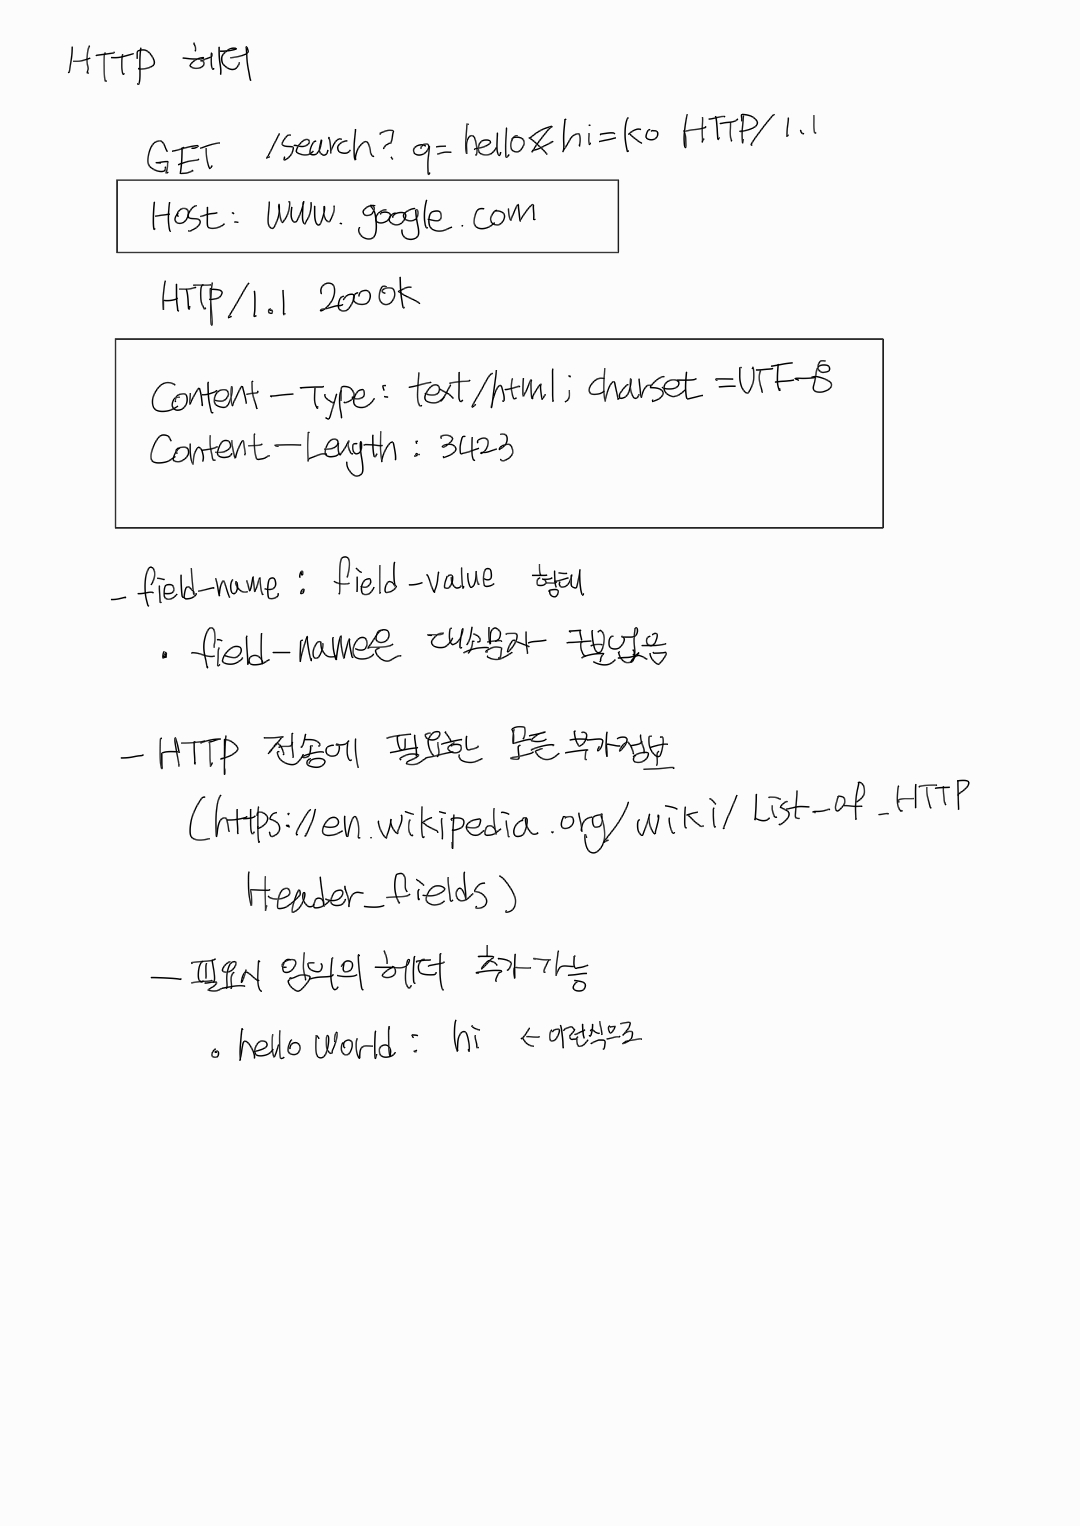 HTTP 헤더
GET /search?q=hello&hi=ko HTTP/1.1
Host: www.google.com
HTTP/1.1 200 OK
Content-Type: text/html; charset=UTF-8
Content-Length: 3423
- field-name : field-value 형태
• field-name은 대소문자 구분없음
- HTTP 전송에 필요한 모든 부가정보
(https://en.wikipedia.org/wiki/List_of_HTTP
Header_fields)
- 필요시 임의의 헤더 추가가능
• hello world : hi ← 이런식으로